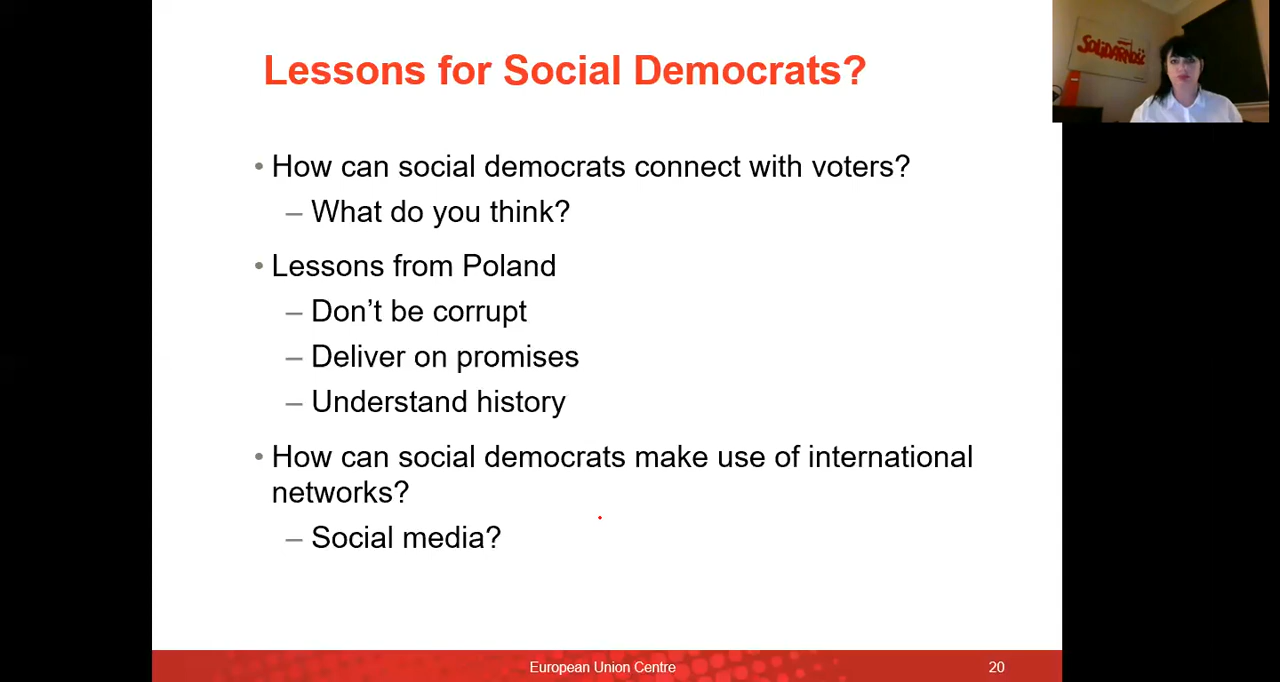 Lessons for Social Democrats?
SOLIDARNOŚĆ
• How can social democrats connect with voters?
– What do you think?
• Lessons from Poland
– Don’t be corrupt
– Deliver on promises
– Understand history
• How can social democrats make use of international
networks?
– Social media?
European Union Centre
20